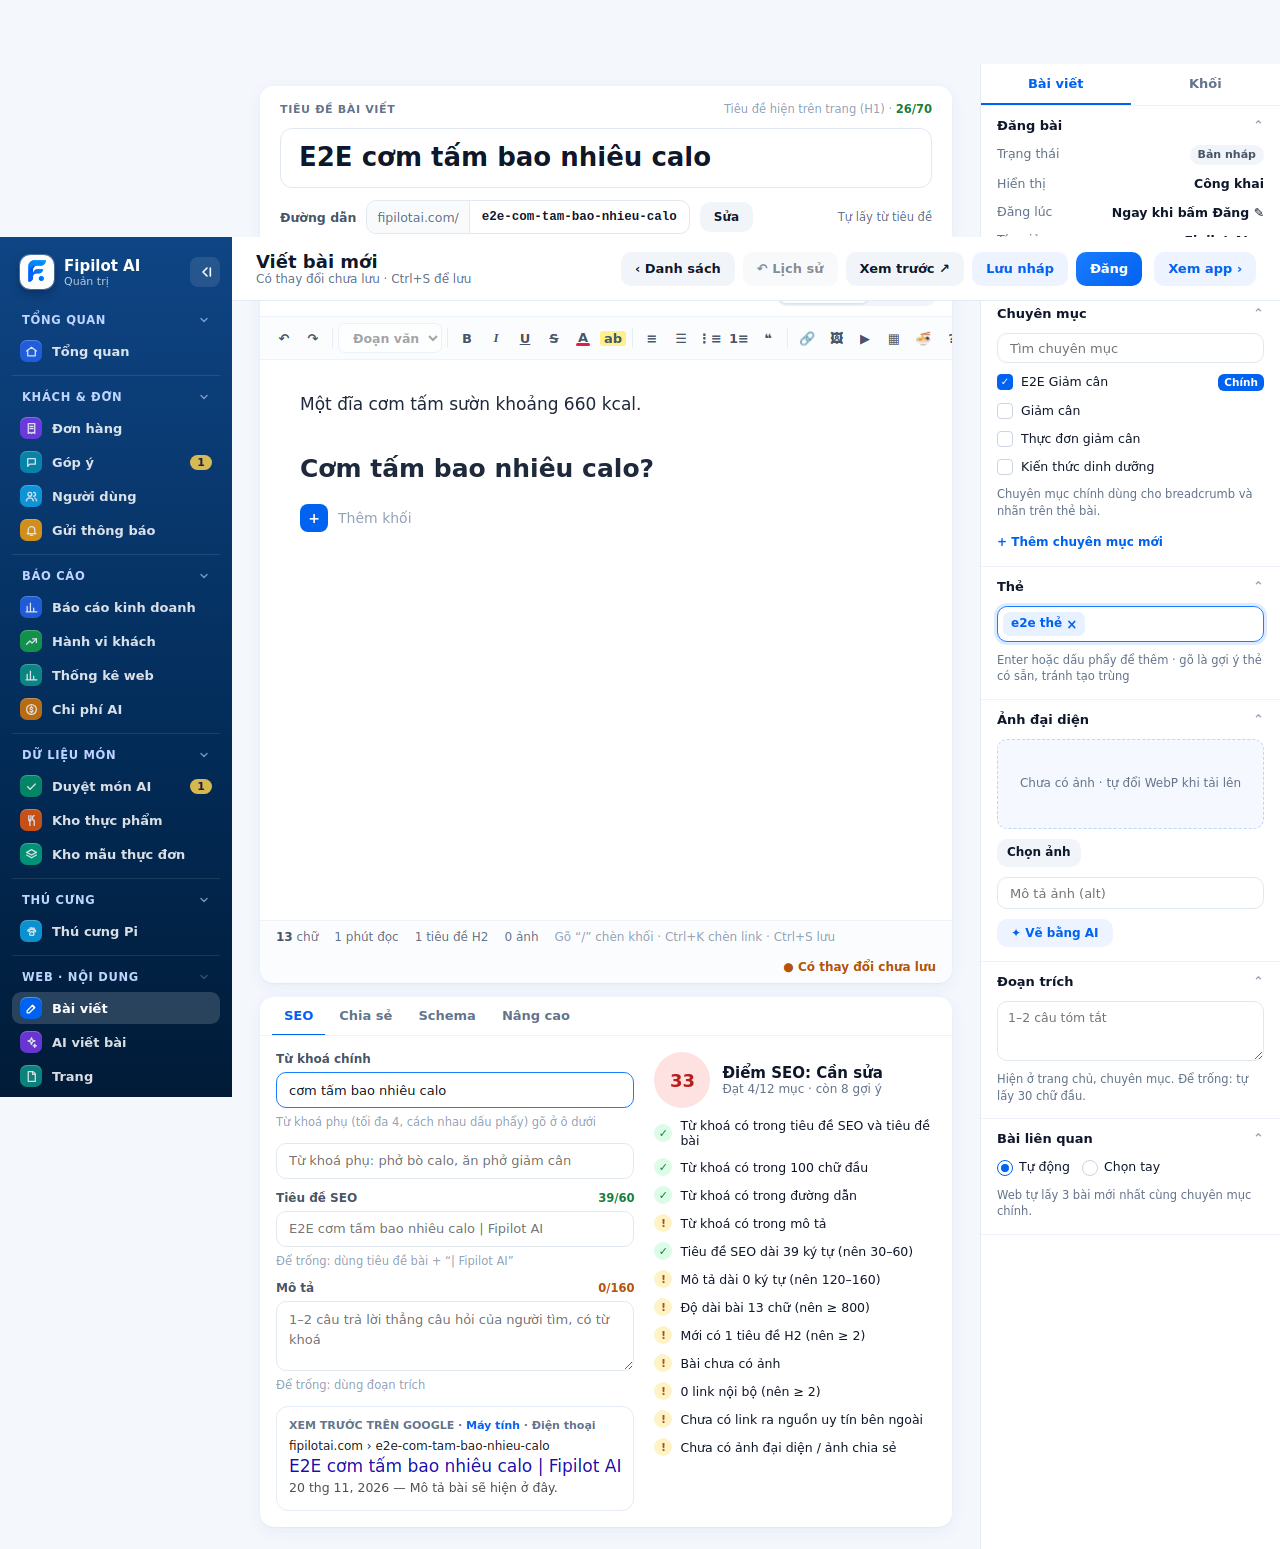 Bài viết
Khối
TIÊU ĐỀ BÀI VIẾT
Tiêu đề hiện trên trang (H1) · 26/70
E2E cơm tấm bao nhiêu calo
Đường dẫn
fipilotai.com/
e2e-com-tam-bao-nhieu-calo
Sửa
Tự lấy từ tiêu đề
Đăng bài
Trạng thái
Bản nháp
Hiển thị
Công khai
Đăng lúc
Ngay khi bấm Đăng ✎
Fipilot AI
Quản trị
Viết bài mới
Có thay đổi chưa lưu · Ctrl+S để lưu
‹ Danh sách
↶ Lịch sử
Xem trước ↗
Lưu nháp
Đăng
Xem app ›
TỔNG QUAN
Tổng quan
KHÁCH & ĐƠN
Đơn hàng
Góp ý
1
Người dùng
Gửi thông báo
BÁO CÁO
Báo cáo kinh doanh
Hành vi khách
Thống kê web
Chi phí AI
DỮ LIỆU MÓN
Duyệt món AI
1
Kho thực phẩm
Kho mẫu thực đơn
THÚ CƯNG
Thú cưng Pi
WEB · NỘI DUNG
Bài viết
AI viết bài
Trang
↶ ↷ Đoạn văn B I U S A ab ≡ ☰ ⋮≡ 1≡ ❝ 🔗 🖼 ▶ ▦ 🍜
Một đĩa cơm tấm sườn khoảng 660 kcal.
Cơm tấm bao nhiêu calo?
+ Thêm khối
13 chữ
1 phút đọc
1 tiêu đề H2
0 ảnh
Gõ “/” chèn khối · Ctrl+K chèn link · Ctrl+S lưu
● Có thay đổi chưa lưu
SEO
Chia sẻ
Schema
Nâng cao
Từ khoá chính
cơm tấm bao nhiêu calo
Từ khoá phụ (tối đa 4, cách nhau dấu phẩy) gõ ở ô dưới
Từ khoá phụ: phở bò calo, ăn phở giảm cân
Tiêu đề SEO
39/60
E2E cơm tấm bao nhiêu calo | Fipilot AI
Để trống: dùng tiêu đề bài + “| Fipilot AI”
Mô tả
0/160
1–2 câu trả lời thẳng câu hỏi của người tìm, có từ
khoá
Để trống: dùng đoạn trích
XEM TRƯỚC TRÊN GOOGLE · Máy tính · Điện thoại
fipilotai.com › e2e-com-tam-bao-nhieu-calo
E2E cơm tấm bao nhiêu calo | Fipilot AI
20 thg 11, 2026 — Mô tả bài sẽ hiện ở đây.
33
Điểm SEO: Cần sửa
Đạt 4/12 mục · còn 8 gợi ý
✓ Từ khoá có trong tiêu đề SEO và tiêu đề
bài
✓ Từ khoá có trong 100 chữ đầu
✓ Từ khoá có trong đường dẫn
! Từ khoá có trong mô tả
✓ Tiêu đề SEO dài 39 ký tự (nên 30–60)
! Mô tả dài 0 ký tự (nên 120–160)
! Độ dài bài 13 chữ (nên ≥ 800)
! Mới có 1 tiêu đề H2 (nên ≥ 2)
! Bài chưa có ảnh
! 0 link nội bộ (nên ≥ 2)
! Chưa có link ra nguồn uy tín bên ngoài
! Chưa có ảnh đại diện / ảnh chia sẻ
Chuyên mục
Tìm chuyên mục
✓ E2E Giảm cân
Chính
Giảm cân
Thực đơn giảm cân
Kiến thức dinh dưỡng
Chuyên mục chính dùng cho breadcrumb và
nhãn trên thẻ bài.
+ Thêm chuyên mục mới
Thẻ
e2e thẻ ×
Enter hoặc dấu phẩy để thêm · gõ là gợi ý thẻ
có sẵn, tránh tạo trùng
Ảnh đại diện
Chưa có ảnh · tự đổi WebP khi tải lên
Chọn ảnh
Mô tả ảnh (alt)
✦ Vẽ bằng AI
Đoạn trích
1–2 câu tóm tắt
Hiện ở trang chủ, chuyên mục. Để trống: tự
lấy 30 chữ đầu.
Bài liên quan
Tự động
Chọn tay
Web tự lấy 3 bài mới nhất cùng chuyên mục
chính.